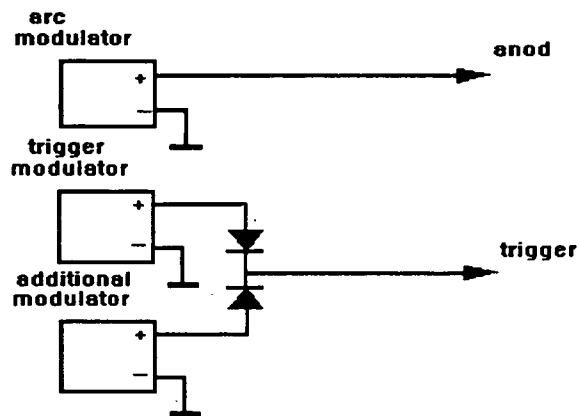 arc
modulator
anod
+
−
trigger
modulator
+
−
trigger
additional
modulator
+
−